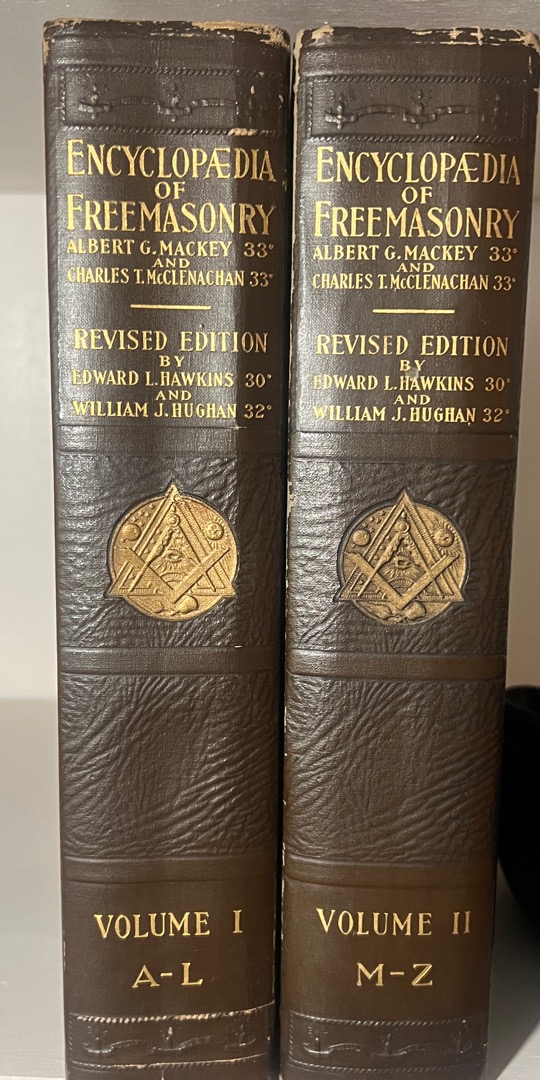 ENCYCLOPÆDIA
OF
FREEMASONRY
ALBERT G. MACKEY 33°
AND
CHARLES T. McCLENACHAN 33°
REVISED EDITION
BY
EDWARD L. HAWKINS 30°
AND
WILLIAM J. HUGHAN 32°
VOLUME I
A-L
ENCYCLOPÆDIA
OF
FREEMASONRY
ALBERT G. MACKEY 33°
AND
CHARLES T. McCLENACHAN 33°
REVISED EDITION
BY
EDWARD L. HAWKINS 30°
AND
WILLIAM J. HUGHAN 32°
VOLUME II
M-Z